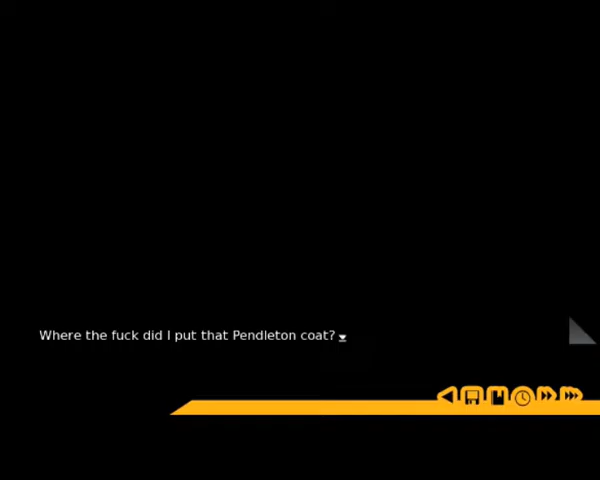 Where the fuck did I put that Pendleton coat?